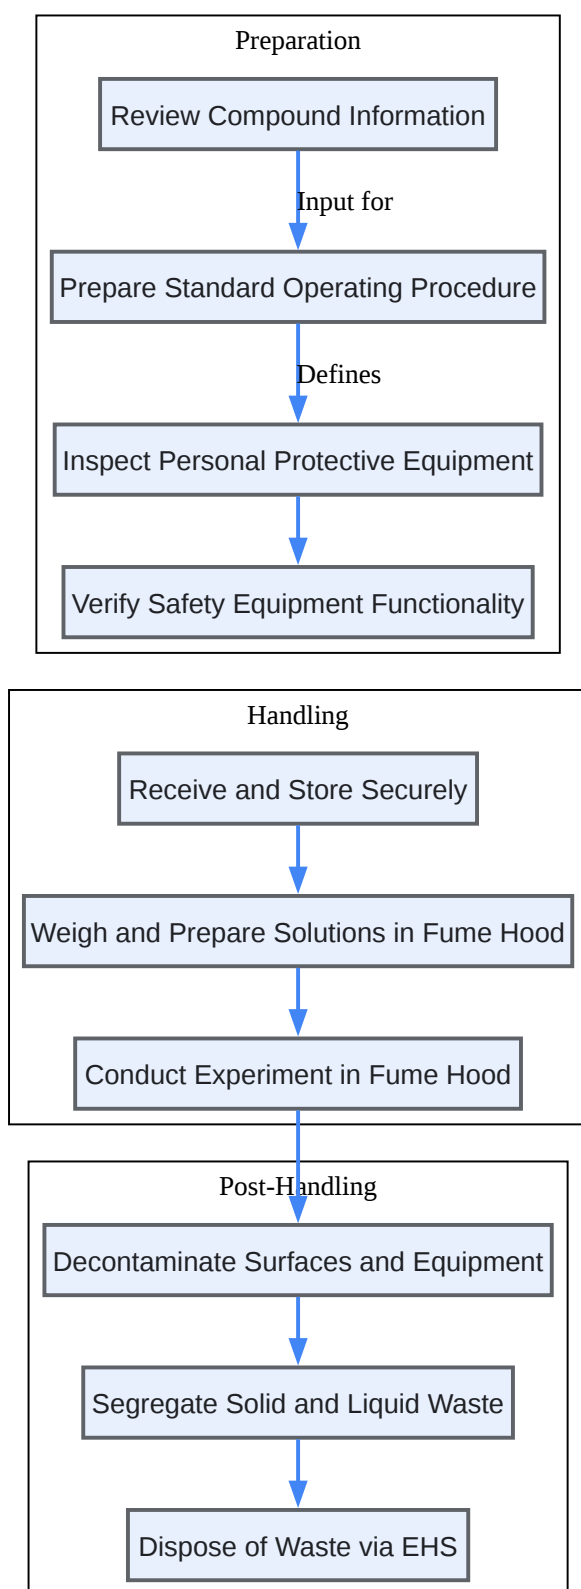 Preparation
Review Compound Information
Input for
Prepare Standard Operating Procedure
Defines
Inspect Personal Protective Equipment
Verify Safety Equipment Functionality
Handling
Receive and Store Securely
Weigh and Prepare Solutions in Fume Hood
Conduct Experiment in Fume Hood
Post-Handling
Decontaminate Surfaces and Equipment
Segregate Solid and Liquid Waste
Dispose of Waste via EHS